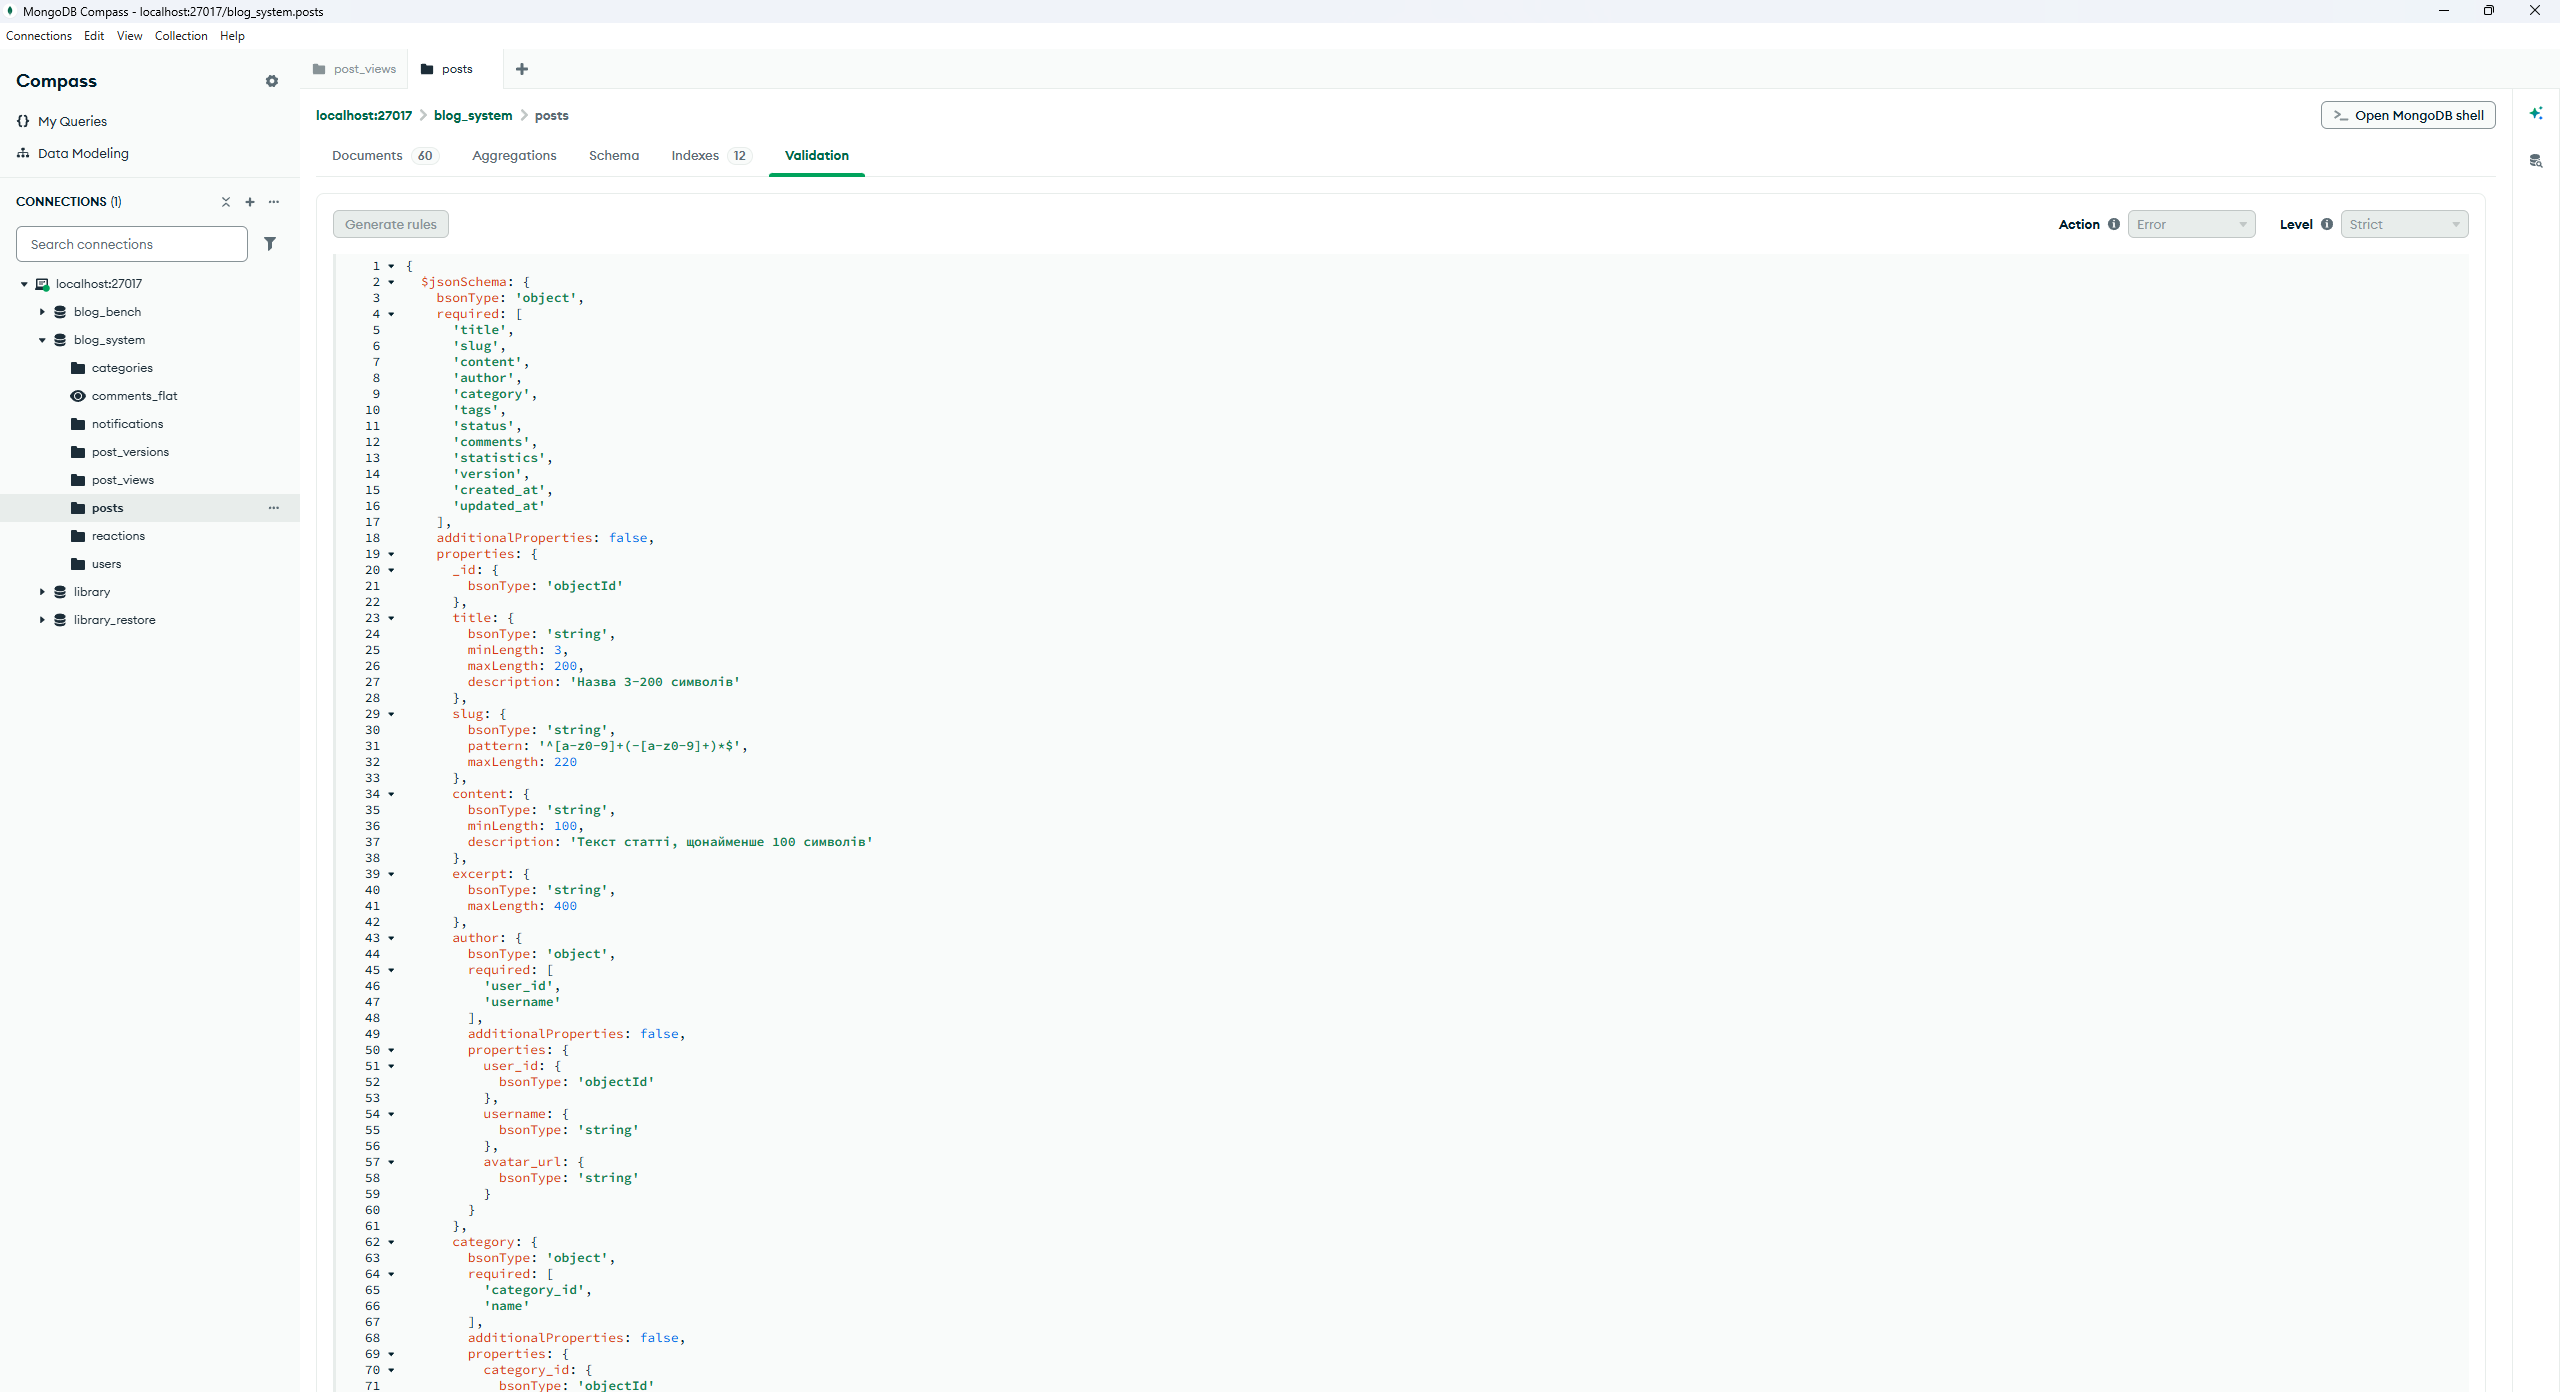 MongoDB Compass - localhost:27017/blog_system.posts
Connections Edit View Collection Help
Compass
My Queries
Data Modeling
CONNECTIONS (1)
Search connections
localhost:27017
blog_bench
blog_system
categories
comments_flat
notifications
post_versions
post_views
posts
reactions
users
library
library_restore
post_views posts
localhost:27017 > blog_system > posts
>_ Open MongoDB shell
Documents 60 Aggregations Schema Indexes 12 Validation
Generate rules
Action Error Level Strict
1 {
2 $jsonSchema: {
3 bsonType: 'object',
4 required: [
5 'title',
6 'slug',
7 'content',
8 'author',
9 'category',
10 'tags',
11 'status',
12 'comments',
13 'statistics',
14 'version',
15 'created_at',
16 'updated_at'
17 ],
18 additionalProperties: false,
19 properties: {
20 _id: {
21 bsonType: 'objectId'
22 },
23 title: {
24 bsonType: 'string',
25 minLength: 3,
26 maxLength: 200,
27 description: 'Назва 3-200 символів'
28 },
29 slug: {
30 bsonType: 'string',
31 pattern: '^[a-z0-9]+(-[a-z0-9]+)*$',
32 maxLength: 220
33 },
34 content: {
35 bsonType: 'string',
36 minLength: 100,
37 description: 'Текст статті, щонайменше 100 символів'
38 },
39 excerpt: {
40 bsonType: 'string',
41 maxLength: 400
42 },
43 author: {
44 bsonType: 'object',
45 required: [
46 'user_id',
47 'username'
48 ],
49 additionalProperties: false,
50 properties: {
51 user_id: {
52 bsonType: 'objectId'
53 },
54 username: {
55 bsonType: 'string'
56 },
57 avatar_url: {
58 bsonType: 'string'
59 }
60 }
61 },
62 category: {
63 bsonType: 'object',
64 required: [
65 'category_id',
66 'name'
67 ],
68 additionalProperties: false,
69 properties: {
70 category_id: {
71 bsonType: 'objectId'